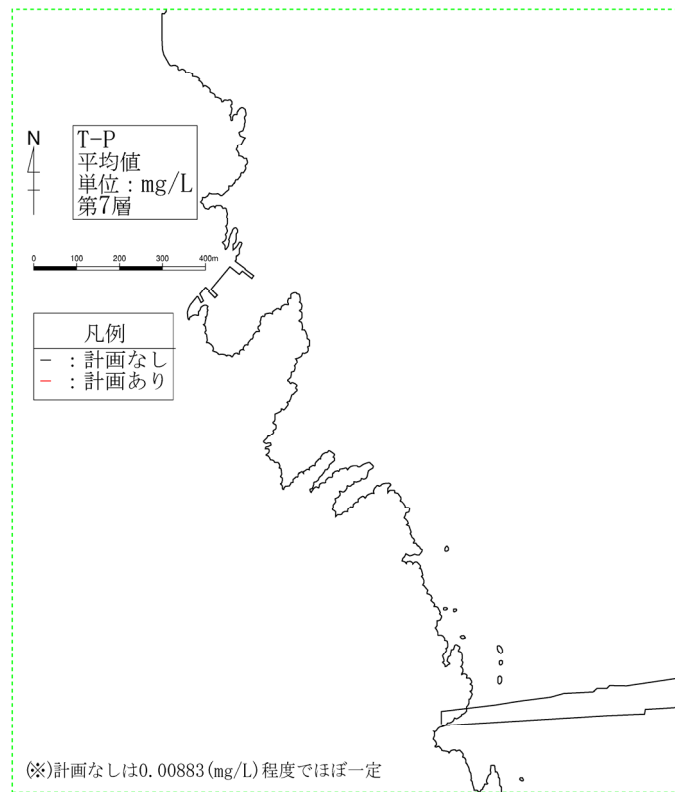 N
T-P
平均値
単位：mg/L
第7層
0 100 200 300 400m
凡例
− ：計画なし
− ：計画あり
(※)計画なしは0.00883(mg/L)程度でほぼ一定